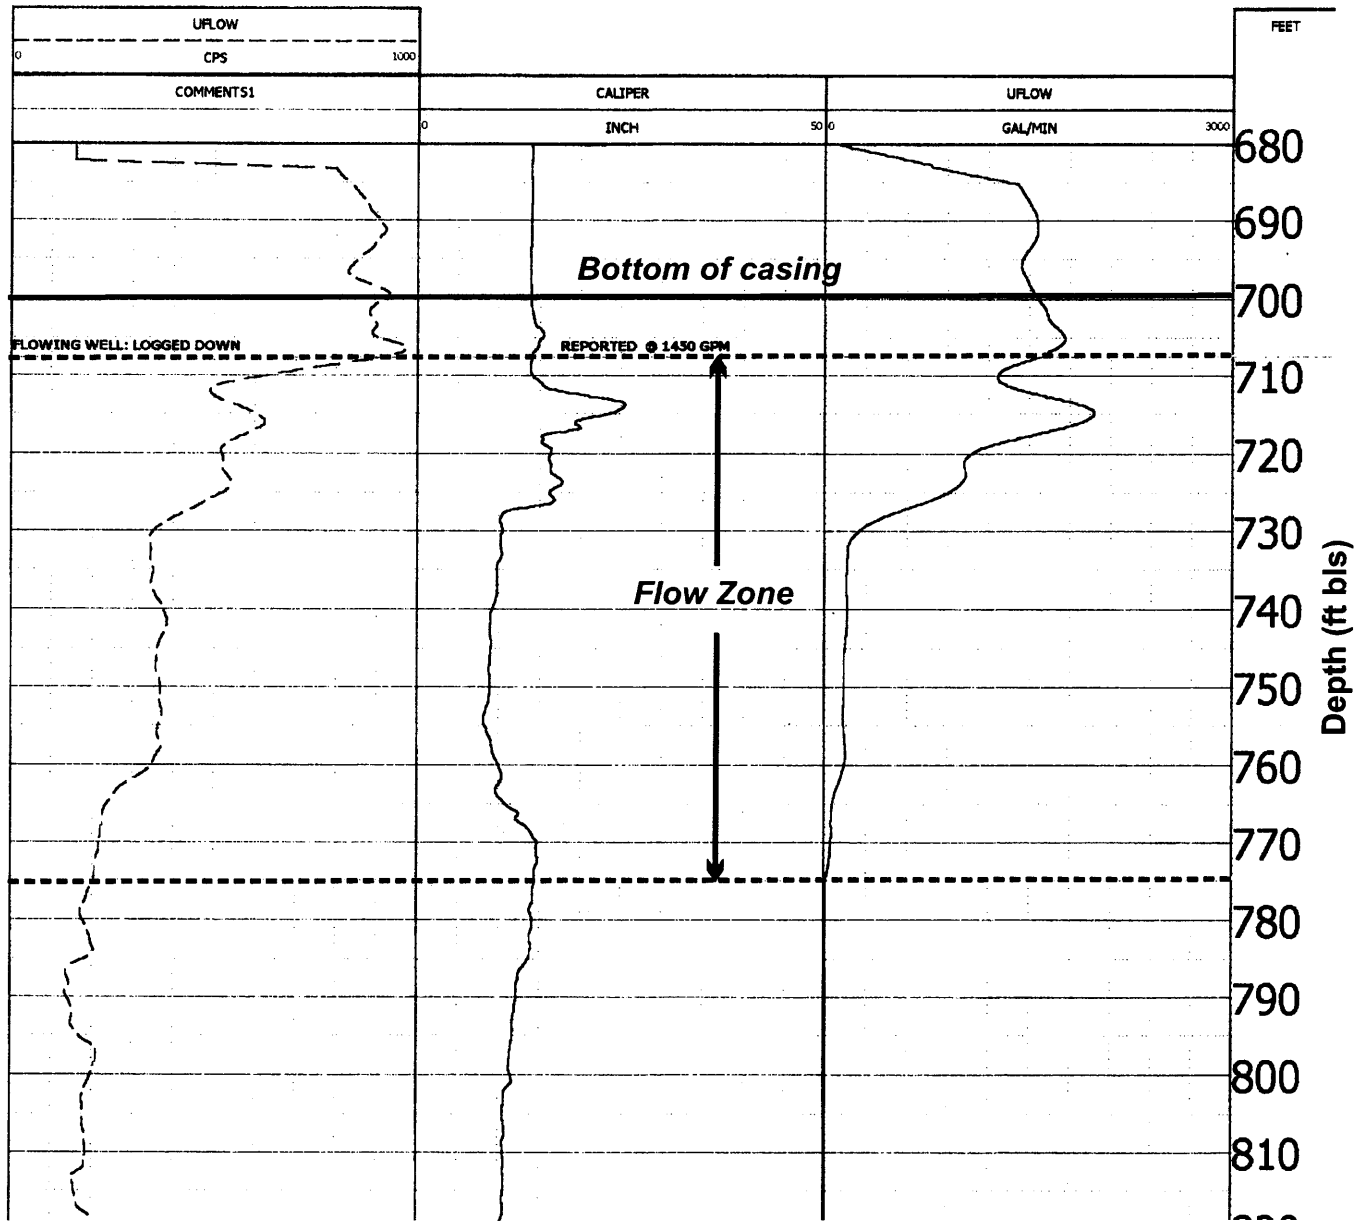 UFLOW
0 CPS 1000
COMMENTS1
CALIPER
0 INCH 50
UFLOW
0 GAL/MIN 3000
FEET
680
690
Bottom of casing
700
FLOWING WELL: LOGGED DOWN
REPORTED @ 1450 GPM
710
720
730
Flow Zone
740
750
760
770
780
790
800
810
Depth (ft bls)